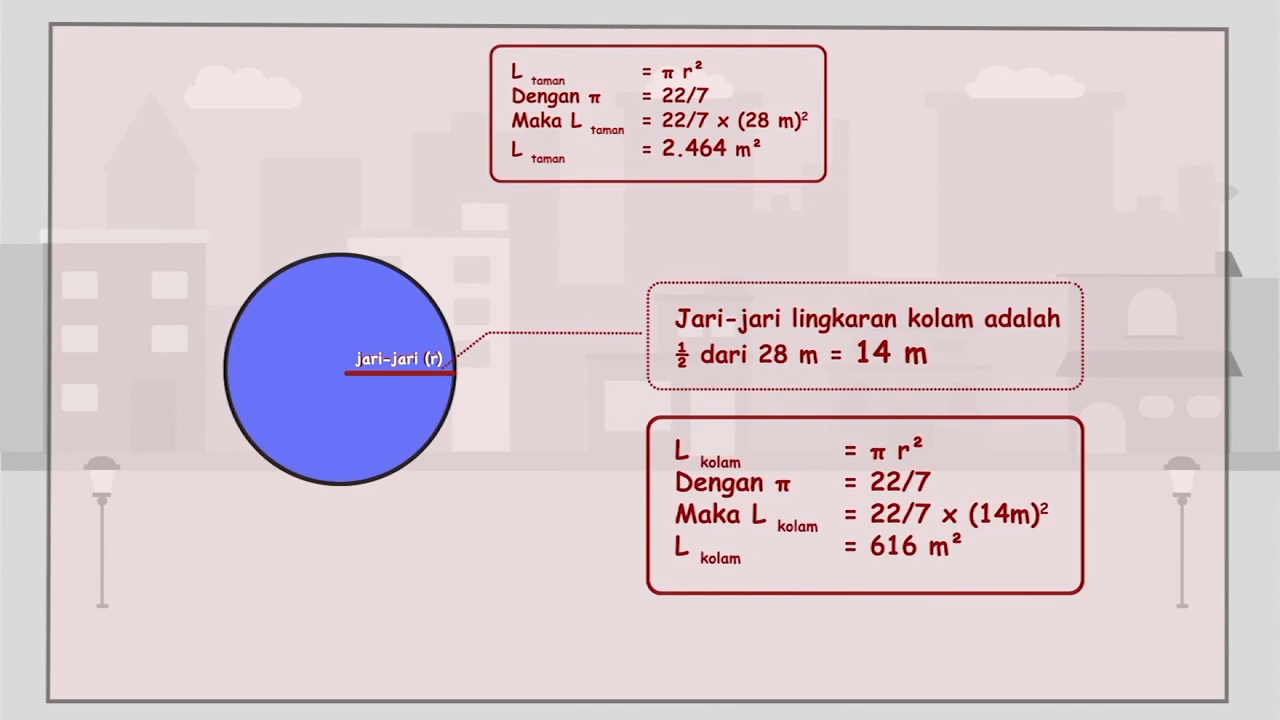 L taman = π r²
Dengan π = 22/7
Maka L taman = 22/7 x (28 m)²
L taman = 2.464 m²
jari-jari (r)
Jari-jari lingkaran kolam adalah
½ dari 28 m = 14 m
L kolam = π r²
Dengan π = 22/7
Maka L kolam = 22/7 x (14m)²
L kolam = 616 m²